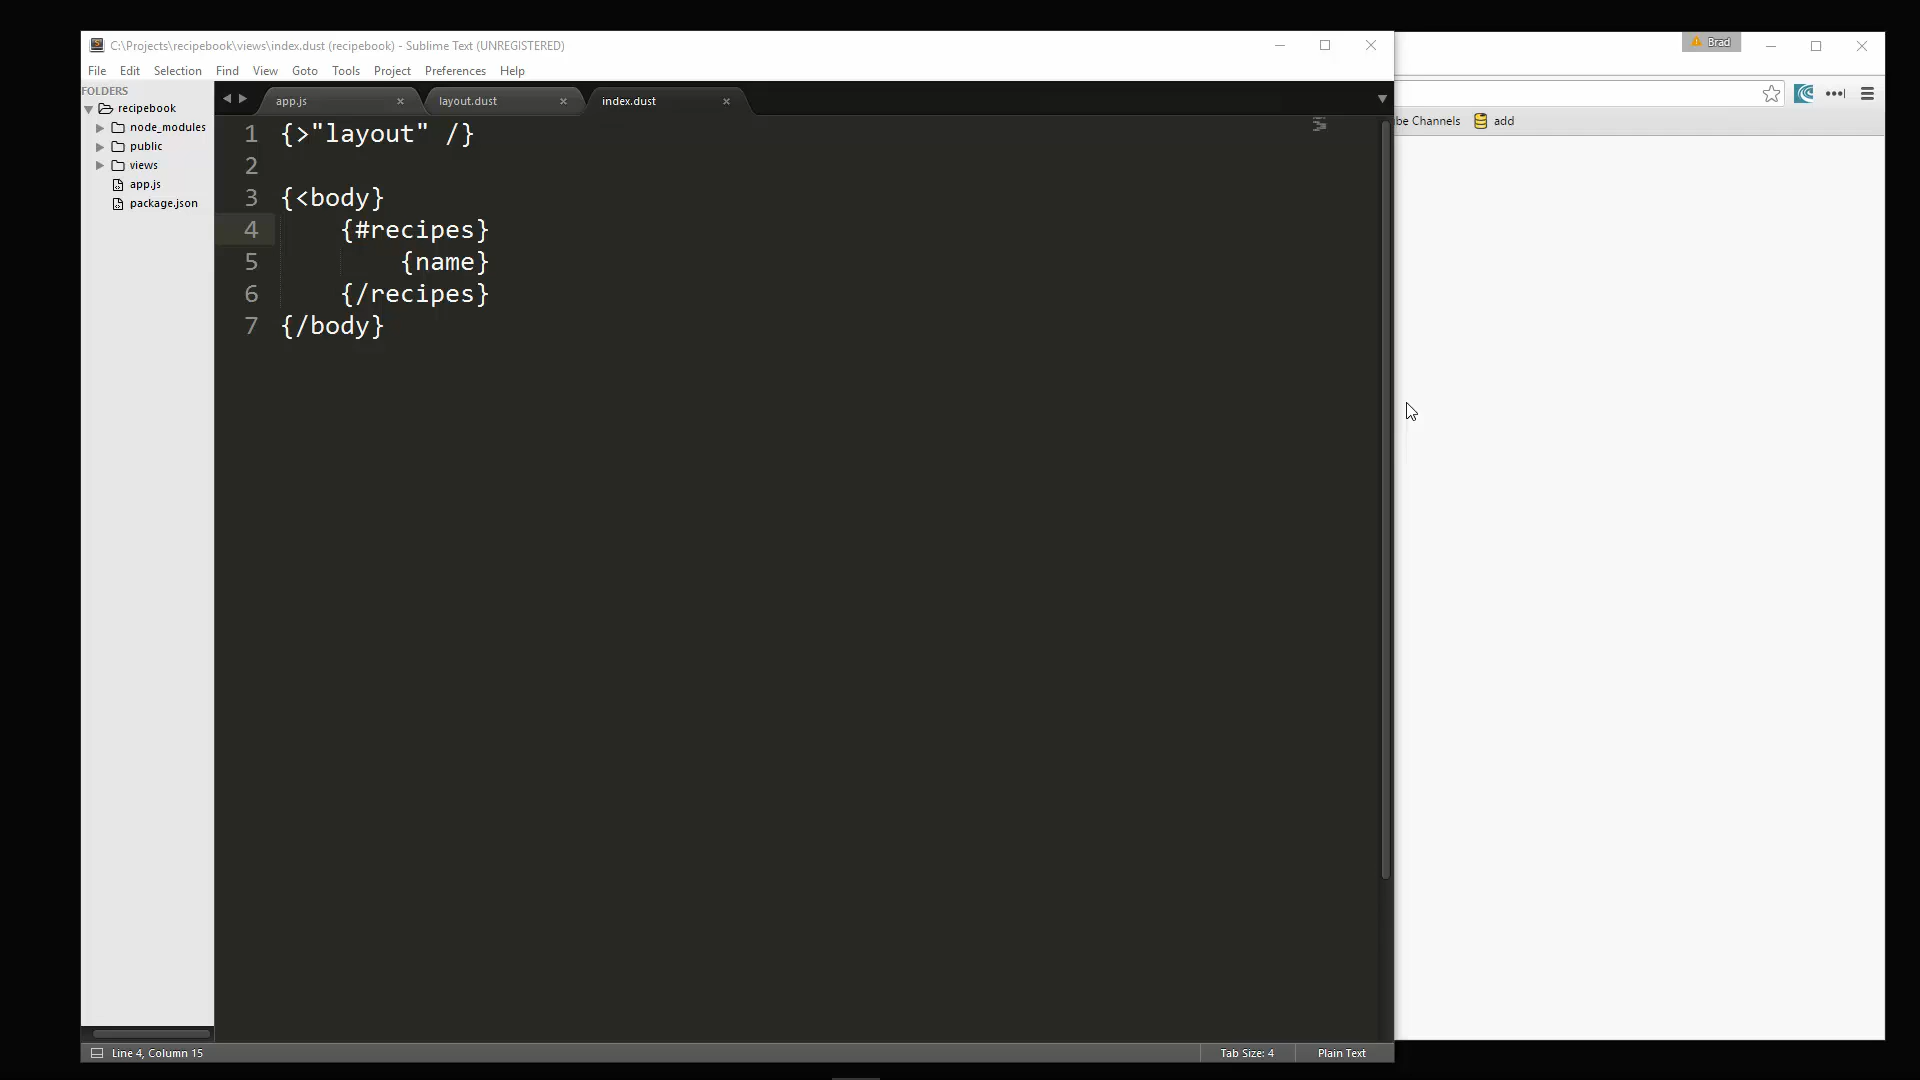 C:\Projects\recipebook\views\index.dust (recipebook) - Sublime Text (UNREGISTERED)
Brad
File Edit Selection Find View Goto Tools Project Preferences Help
FOLDERS
recipebook
node_modules
public
views
app.js
package.json
app.js layout.dust index.dust
be Channels add
1 {>"layout" /}
2
3 {<body}
4 {#recipes}
5 {name}
6 {/recipes}
7 {/body}
Line 4, Column 15 Tab Size: 4 Plain Text